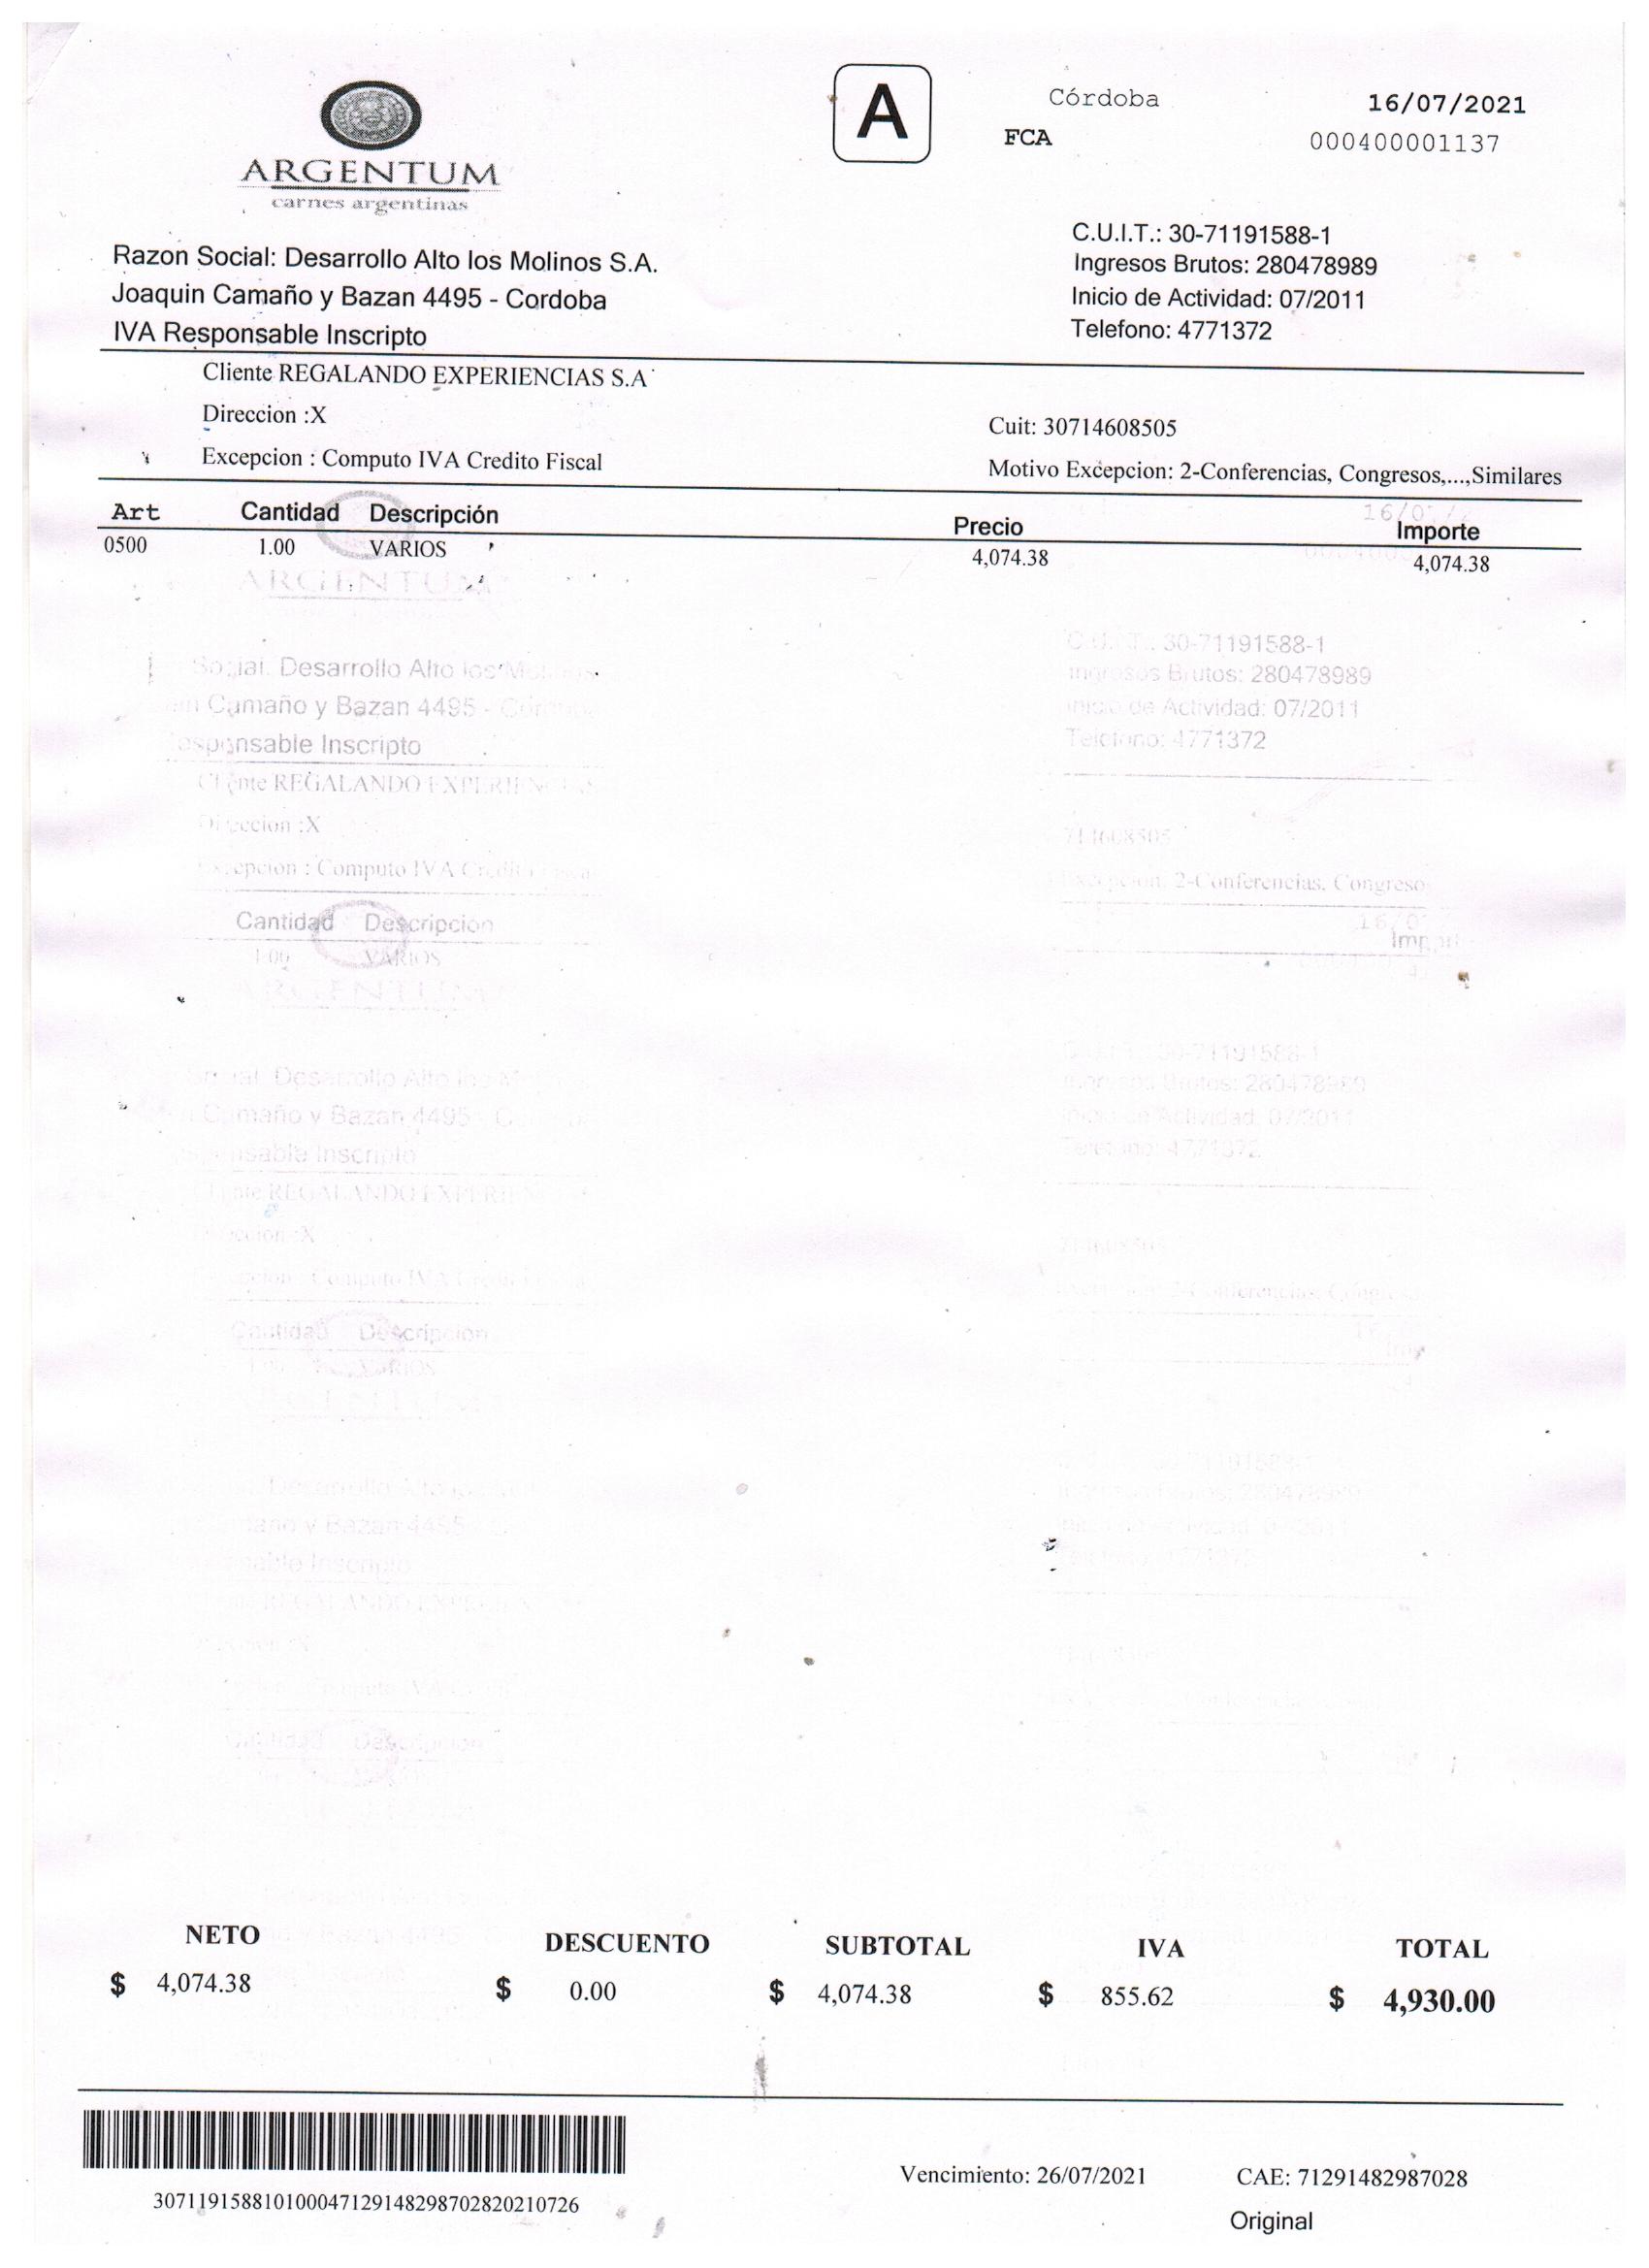 A
Córdoba 16/07/2021
FCA 000400001137
ARGENTUM
carnes argentinas
Razon Social: Desarrollo Alto los Molinos S.A.
Joaquin Camaño y Bazan 4495 - Cordoba
IVA Responsable Inscripto
C.U.I.T.: 30-71191588-1
Ingresos Brutos: 280478989
Inicio de Actividad: 07/2011
Telefono: 4771372
Cliente REGALANDO EXPERIENCIAS S.A
Direccion :X
Cuit: 30714608505
Excepcion : Computo IVA Credito Fiscal
Motivo Excepcion: 2-Conferencias, Congresos,...,Similares
Art Cantidad Descripción Precio Importe
0500 1.00 VARIOS 4,074.38 4,074.38
NETO DESCUENTO SUBTOTAL IVA TOTAL
$ 4,074.38 $ 0.00 $ 4,074.38 $ 855.62 $ 4,930.00
Vencimiento: 26/07/2021 CAE: 71291482987028
307119158810100047129148298702820210726
Original